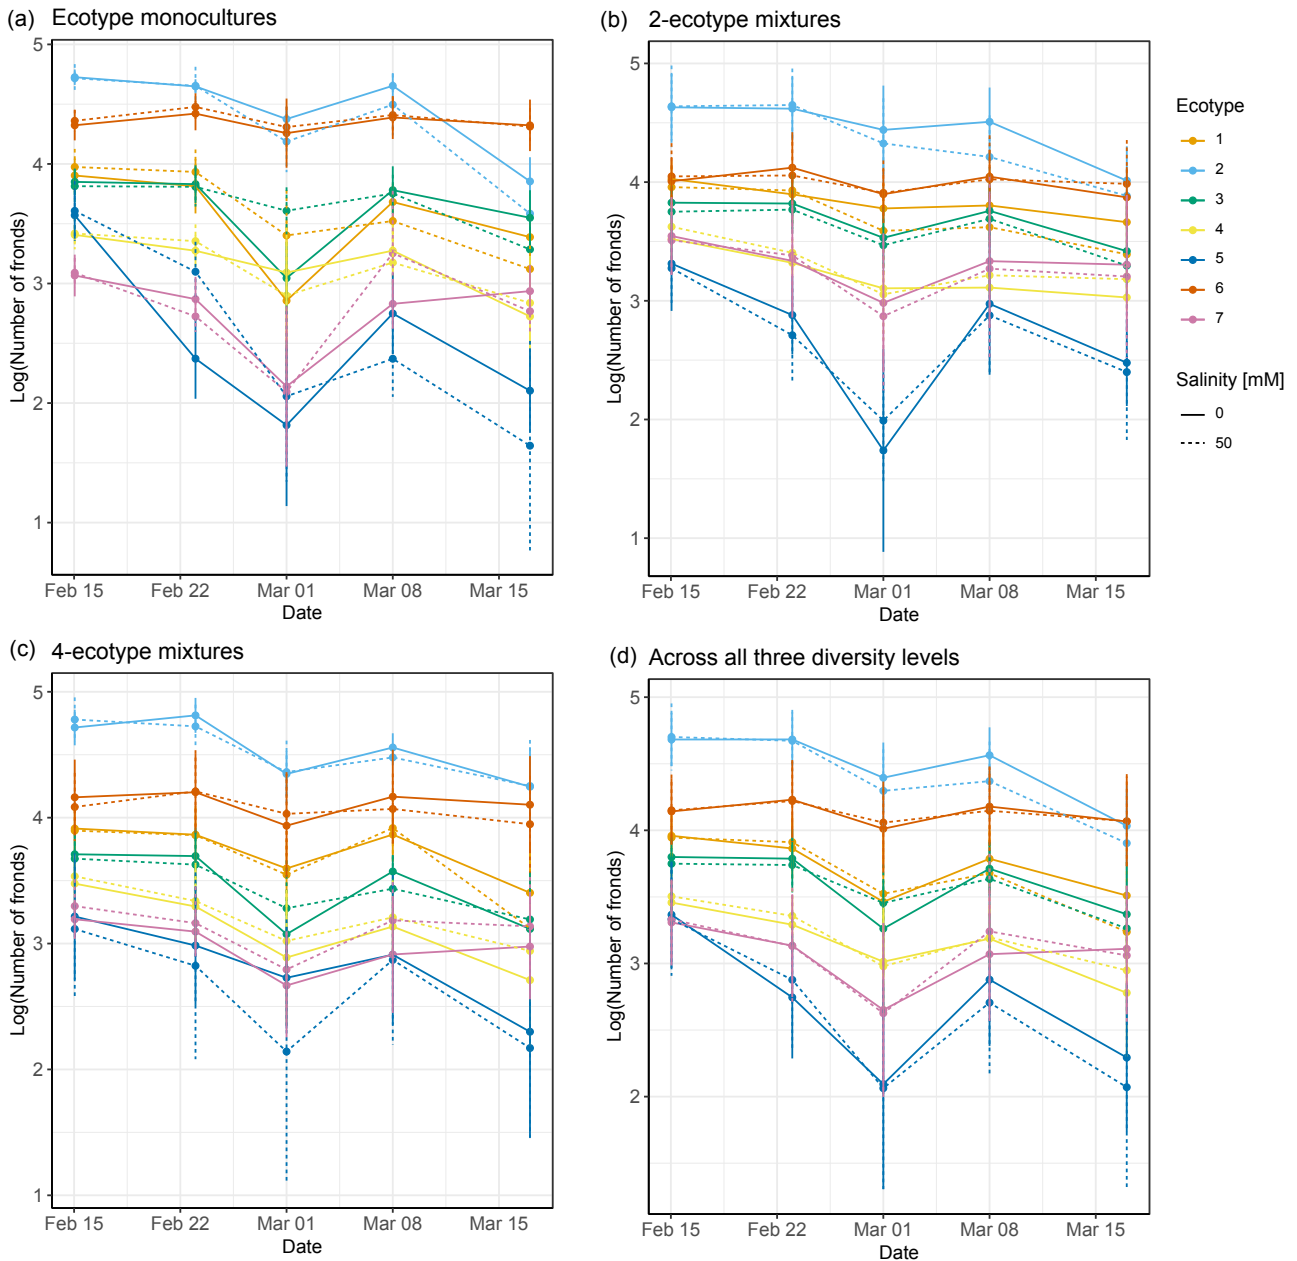 (a) Ecotype monocultures
5
4
3
2
1
Log(Number of fronds)
Feb 15 Feb 22 Mar 01 Mar 08 Mar 15
Date
(b) 2-ecotype mixtures
5
4
3
2
1
Log(Number of fronds)
Feb 15 Feb 22 Mar 01 Mar 08 Mar 15
Date
Ecotype
1
2
3
4
5
6
7
Salinity [mM]
0
50
(c) 4-ecotype mixtures
5
4
3
2
1
Log(Number of fronds)
Feb 15 Feb 22 Mar 01 Mar 08 Mar 15
Date
(d) Across all three diversity levels
5
4
3
2
Log(Number of fronds)
Feb 15 Feb 22 Mar 01 Mar 08 Mar 15
Date